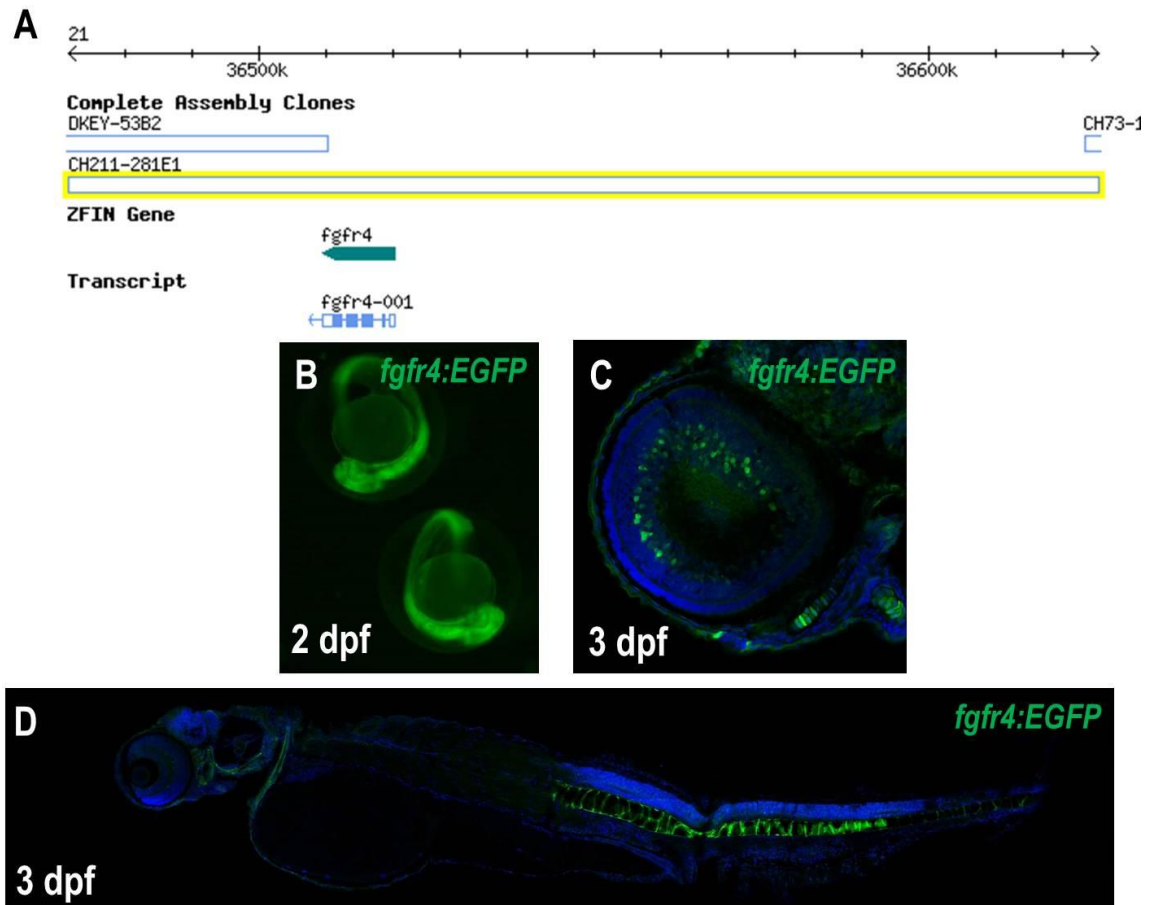 A
21
36500k 36600k
Complete Assembly Clones
DKEY-53B2 CH73-1
CH211-281E1
ZFIN Gene
fgfr4
Transcript
fgfr4-001
B fgfr4:EGFP
2 dpf
C fgfr4:EGFP
3 dpf
D fgfr4:EGFP
3 dpf